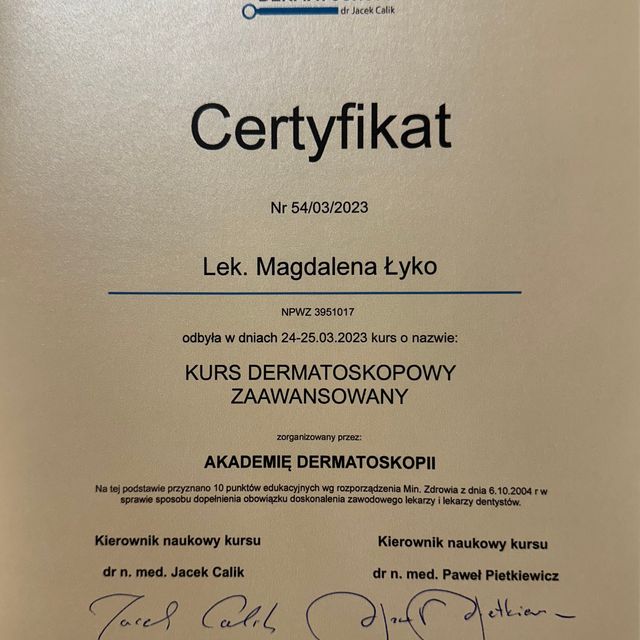 dr Jacek Calik
Certyfikat
Nr 54/03/2023
Lek. Magdalena Łyko
NPWZ 3951017
odbyła w dniach 24-25.03.2023 kurs o nazwie:
KURS DERMATOSKOPOWY
ZAAWANSOWANY
zorganizowany przez:
AKADEMIĘ DERMATOSKOPII
Na tej podstawie przyznano 10 punktów edukacyjnych wg rozporządzenia Min. Zdrowia z dnia 6.10.2004 r w
sprawie sposobu dopełnienia obowiązku doskonalenia zawodowego lekarzy i lekarzy dentystów.
Kierownik naukowy kursu
dr n. med. Jacek Calik
Jacek Calik
Kierownik naukowy kursu
dr n. med. Paweł Pietkiewicz